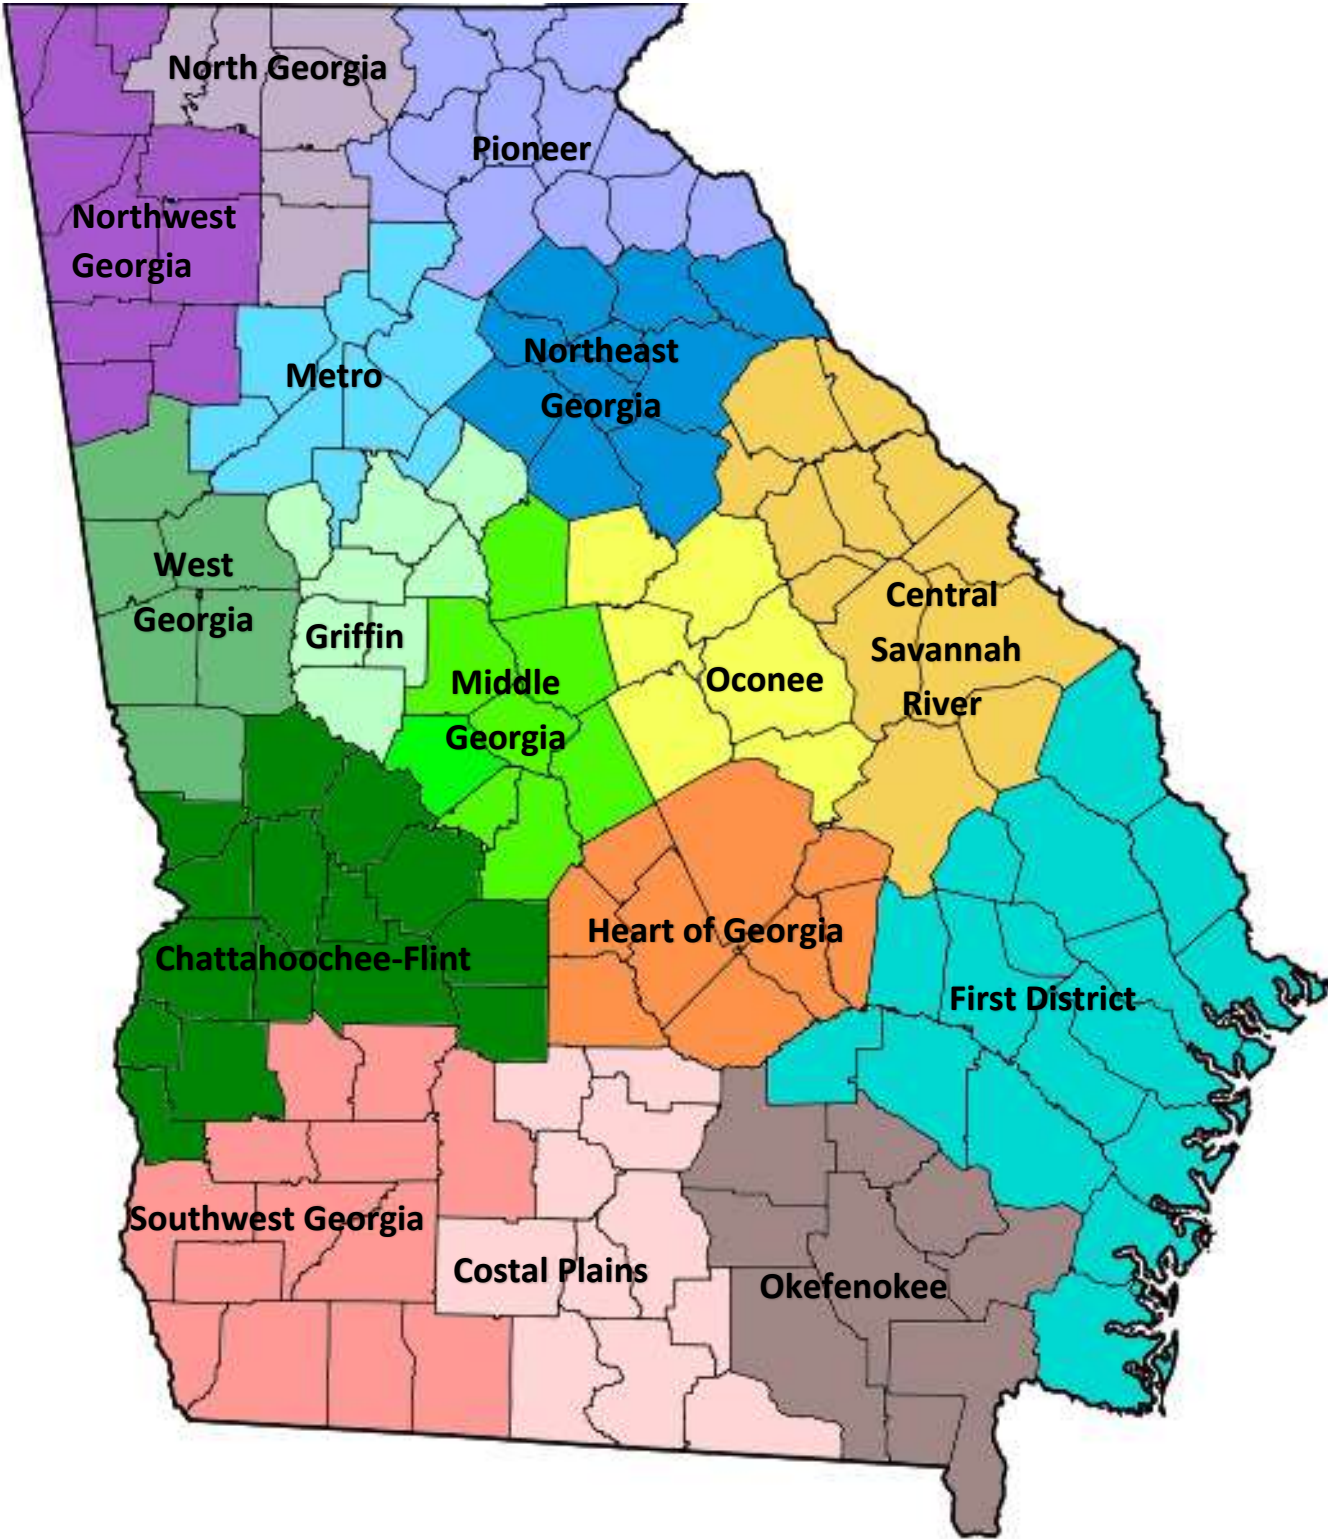 North Georgia
Pioneer
Northwest
Georgia
Northeast
Georgia
Metro
West
Georgia
Griffin
Central
Savannah
River
Middle
Georgia
Oconee
Heart of Georgia
Chattahoochee-Flint
First District
Southwest Georgia
Costal Plains
Okefenokee